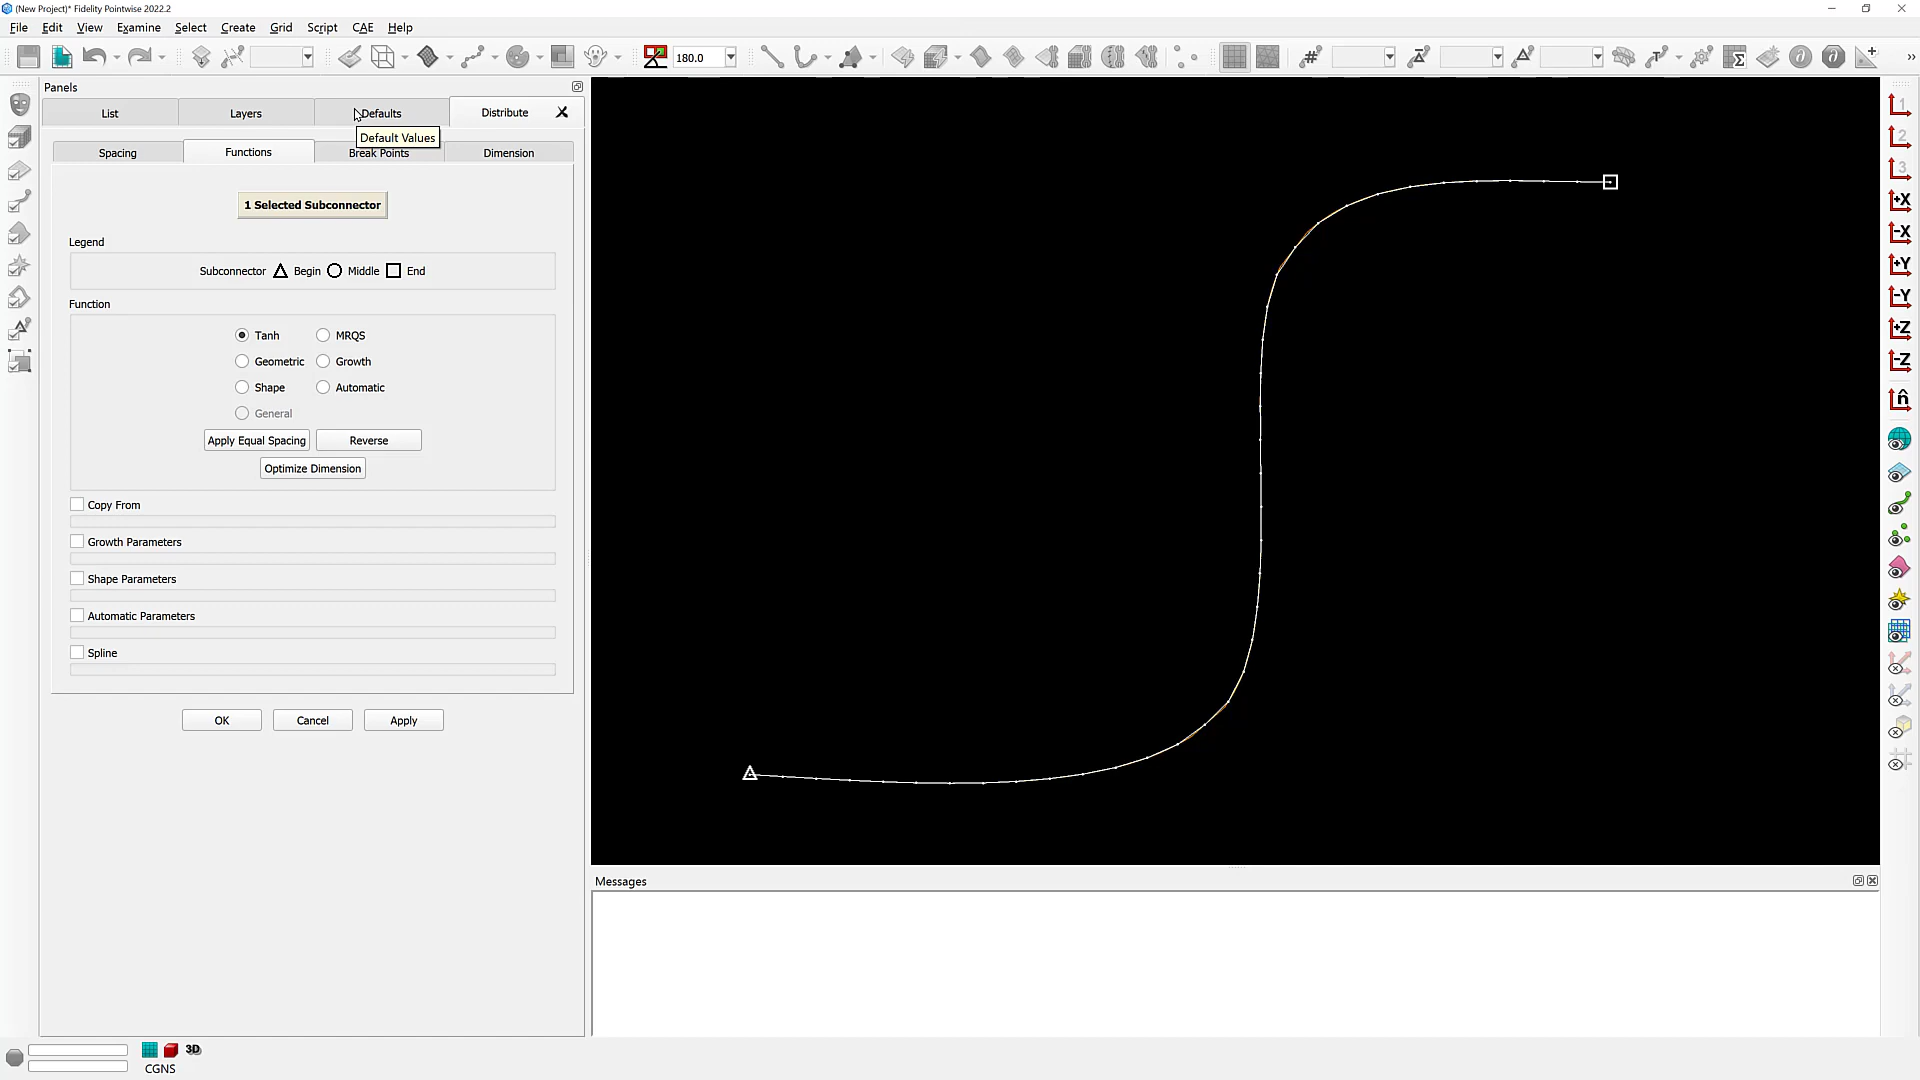 (New Project)* Fidelity Pointwise 2022.2
File Edit View Examine Select Create Grid Script CAE Help
180.0
»
Panels
List Layers Defaults Distribute
Default Values
Spacing Functions Break Points Dimension
1 Selected Subconnector
Legend
Subconnector Begin Middle End
Function
Tanh MRQS
Geometric Growth
Shape Automatic
General
Apply Equal Spacing Reverse
Optimize Dimension
Copy From
Growth Parameters
Shape Parameters
Automatic Parameters
Spline
OK Cancel Apply
Messages
3D
CGNS
1
2
3
+X
-X
+Y
-Y
+Z
-Z
n̂